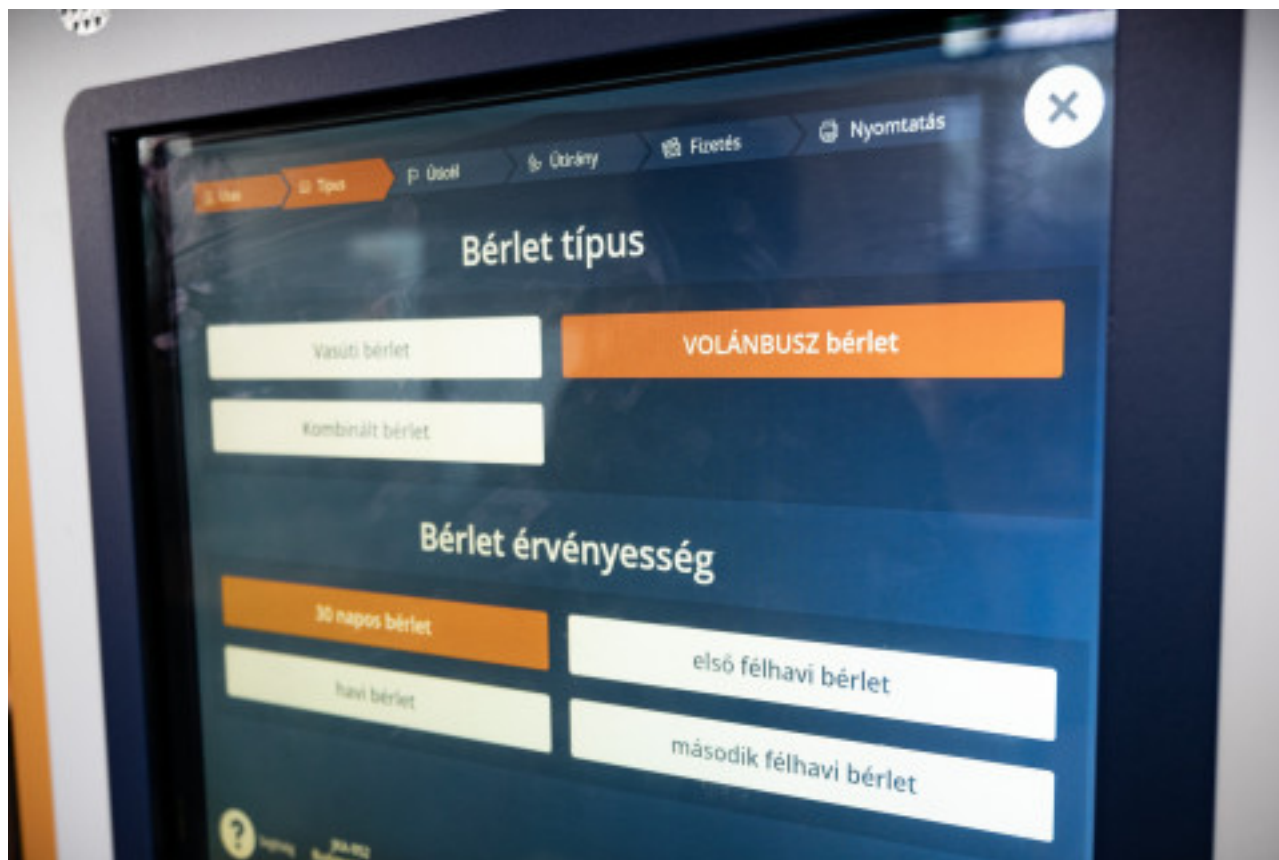 Típus Úticél Útirány Fizetés Nyomtatás
Bérlet típus
Vasúti bérlet VOLÁNBUSZ bérlet
Kombinált bérlet
Bérlet érvényesség
30 napos bérlet első félhavi bérlet
havi bérlet második félhavi bérlet
?